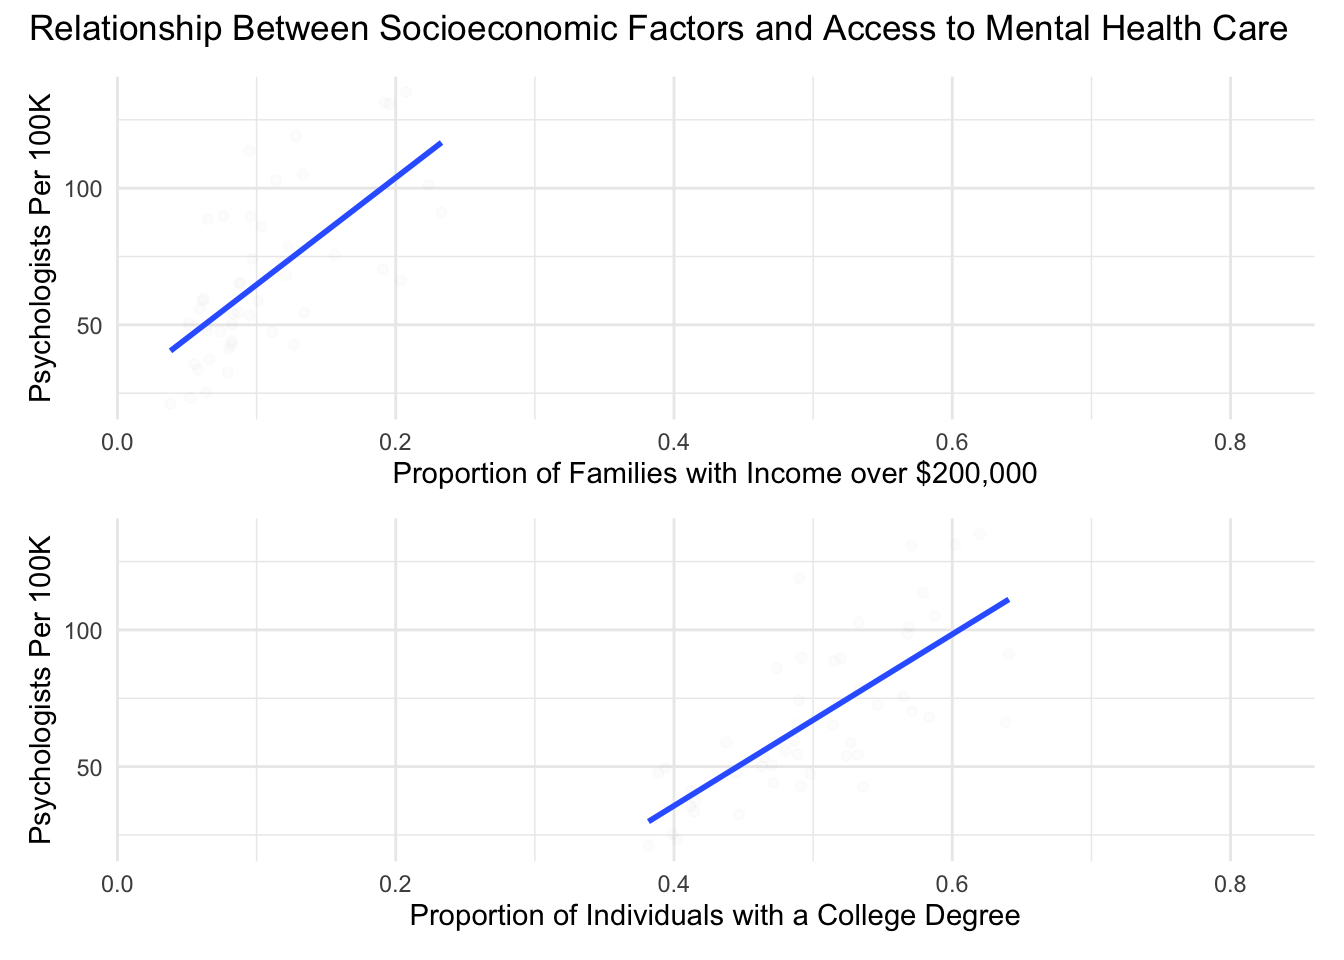 Relationship Between Socioeconomic Factors and Access to Mental Health Care
Psychologists Per 100K
100
50
0.0 0.2 0.4 0.6 0.8
Proportion of Families with Income over $200,000
Psychologists Per 100K
100
50
0.0 0.2 0.4 0.6 0.8
Proportion of Individuals with a College Degree